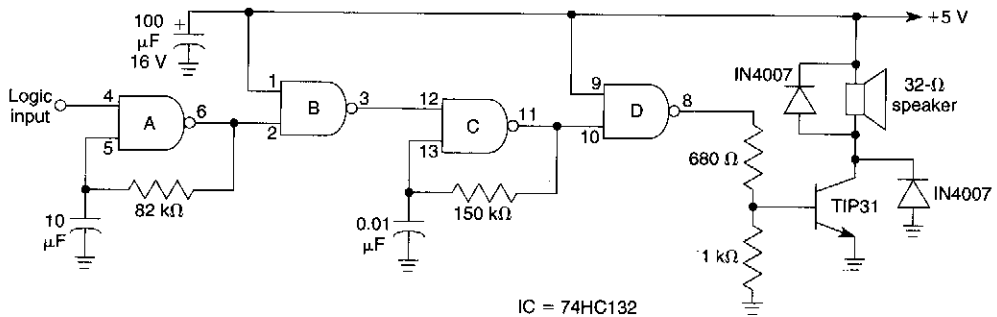 100
µF
16 V
+
+5 V
Logic
input
4
5
A
6
82 kΩ
10
µF
1
2
B
3
12
13
C
11
150 kΩ
0.01
µF
9
10
D
8
680 Ω
1 kΩ
IN4007
32-Ω
speaker
TIP31
IN4007
IC = 74HC132